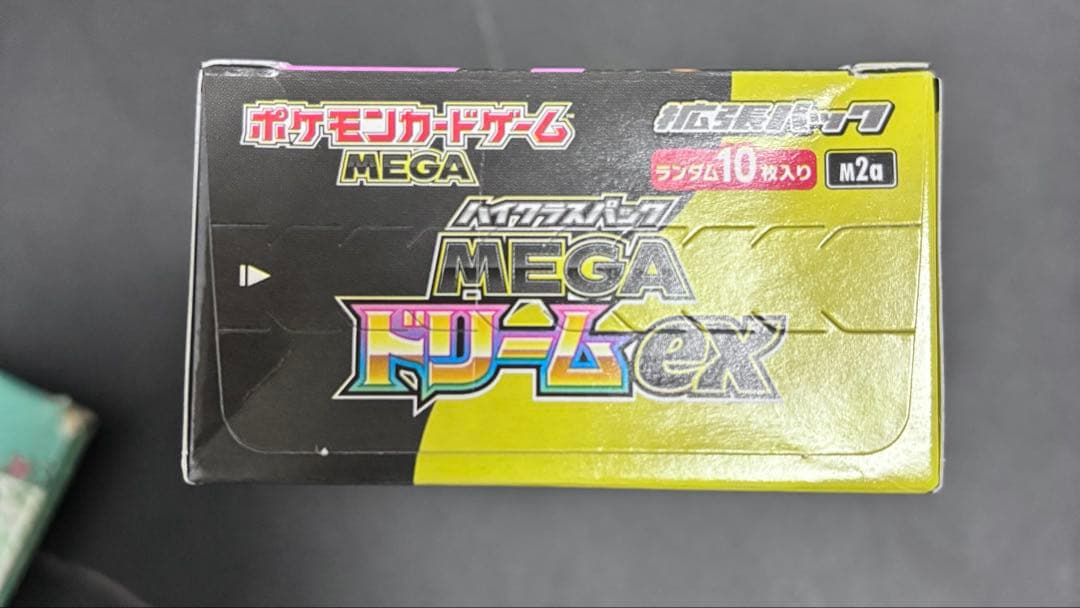 ポケモンカードゲーム
MEGA
拡張パック
ランダム10枚入り
M2a
ハイクラスパック
MEGA
ドリームex